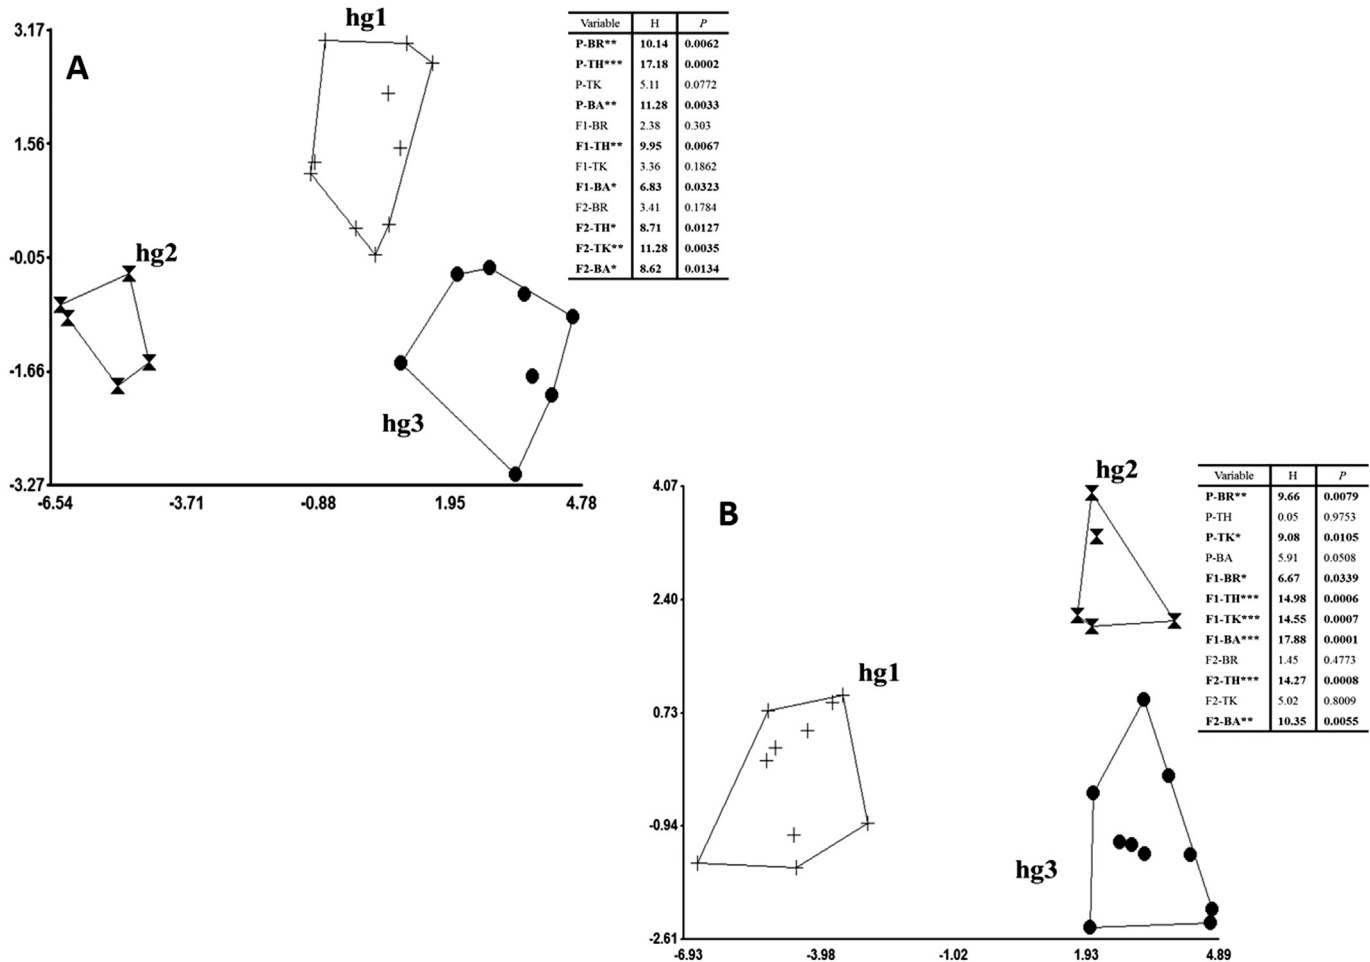 A
hg1
hg2
hg3
3.17
1.56
-0.05
-1.66
-3.27
-6.54 -3.71 -0.88 1.95 4.78
Variable H P
P-BR** 10.14 0.0062
P-TH*** 17.18 0.0002
P-TK 5.11 0.0772
P-BA** 11.28 0.0033
F1-BR 2.38 0.303
F1-TH** 9.95 0.0067
F1-TK 3.36 0.1862
F1-BA* 6.83 0.0323
F2-BR 3.41 0.1784
F2-TH* 8.71 0.0127
F2-TK** 11.28 0.0035
F2-BA* 8.62 0.0134
B
hg2
hg1
hg3
4.07
2.40
0.73
-0.94
-2.61
-6.93 -3.98 -1.02 1.93 4.89
Variable H P
P-BR** 9.66 0.0079
P-TH 0.05 0.9753
P-TK* 9.08 0.0105
P-BA 5.91 0.0508
F1-BR* 6.67 0.0339
F1-TH*** 14.98 0.0006
F1-TK*** 14.55 0.0007
F1-BA*** 17.88 0.0001
F2-BR 1.45 0.4773
F2-TH*** 14.27 0.0008
F2-TK 5.02 0.8009
F2-BA** 10.35 0.0055